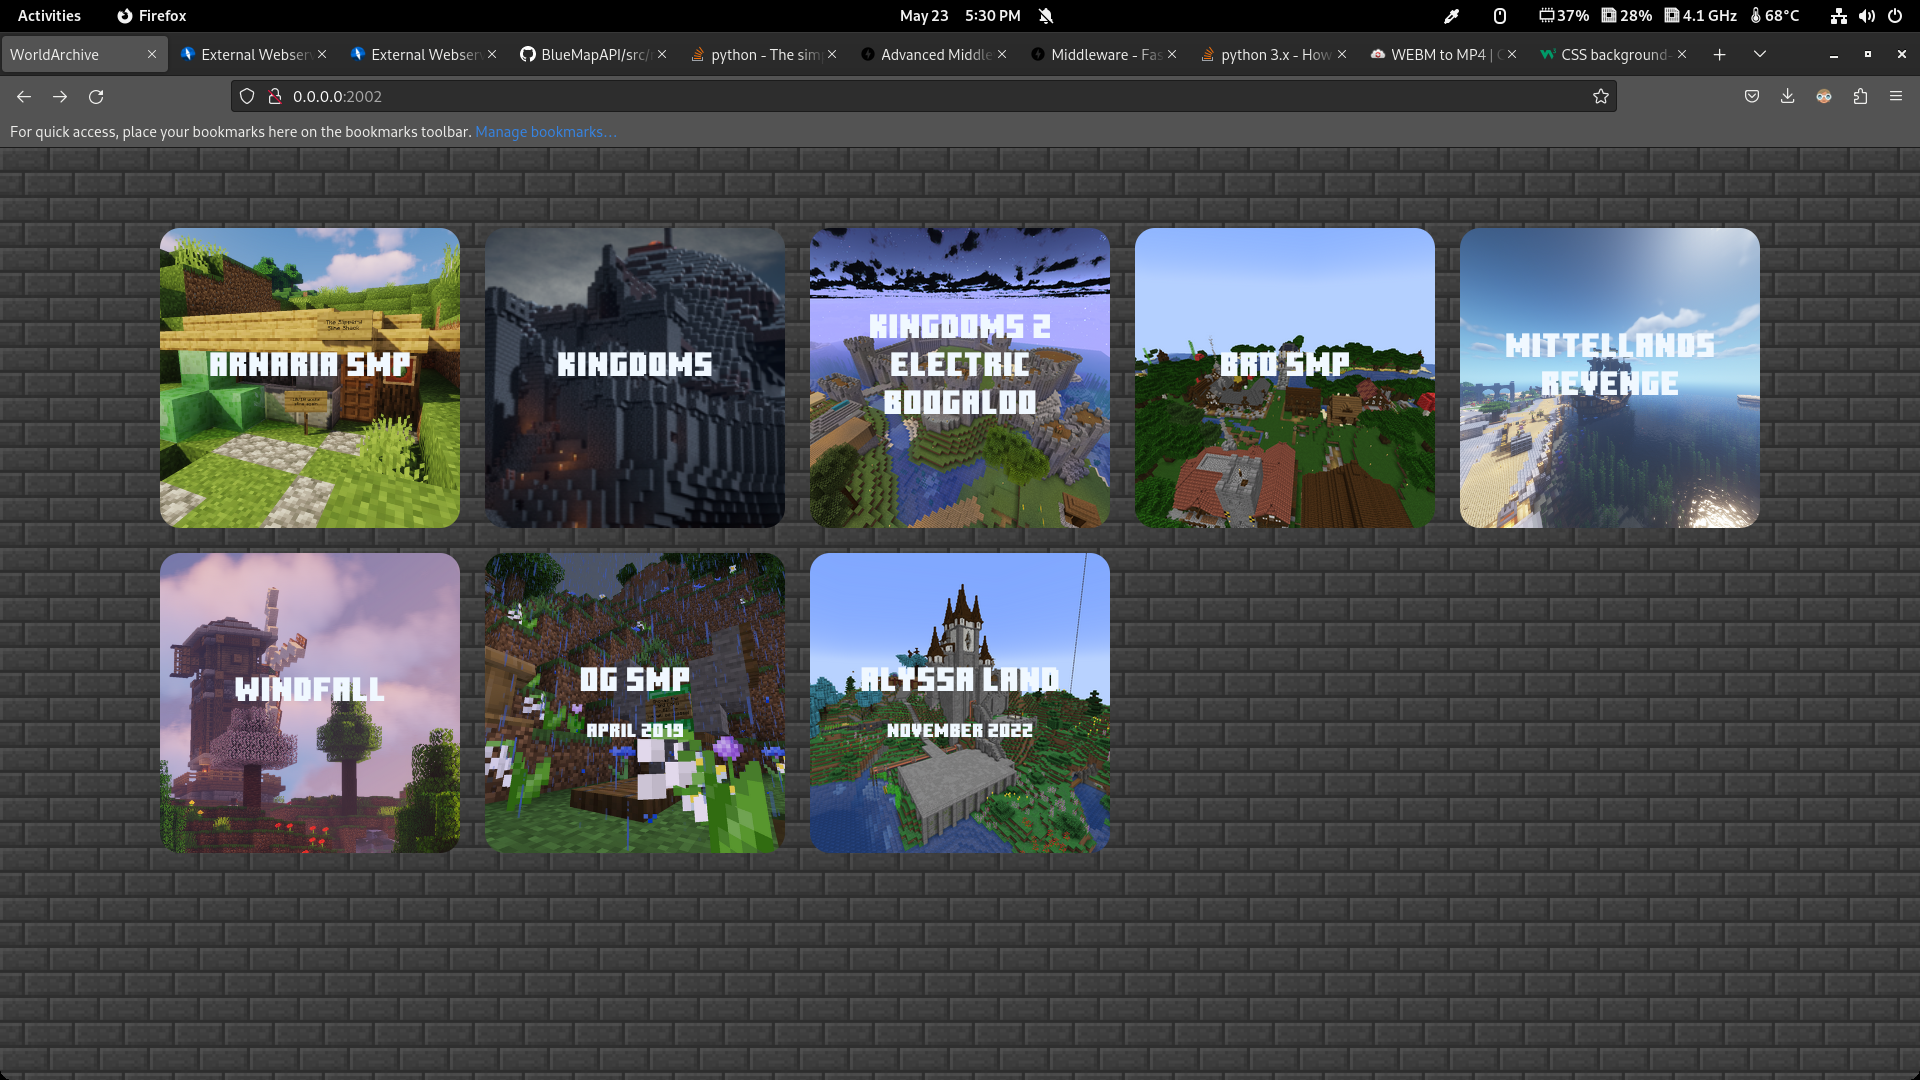 Activities Firefox May 23 5:30 PM 37% 28% 4.1 GHz 68°C
WorldArchive External Webser External Webser BlueMapAPI/src/ python - The sim Advanced Middle Middleware - Fas python 3.x - How WEBM to MP4 | CSS background-
0.0.0.0:2002
For quick access, place your bookmarks here on the bookmarks toolbar. Manage bookmarks…
ARNARIA SMP
KINGDOMS
KINGDOMS 2
ELECTRIC
BOOGALOO
BRO SMP
MITTELLANDS
REVENGE
WINDFALL
OG SMP
APRIL 2019
ALYSSA LAND
NOVEMBER 2022